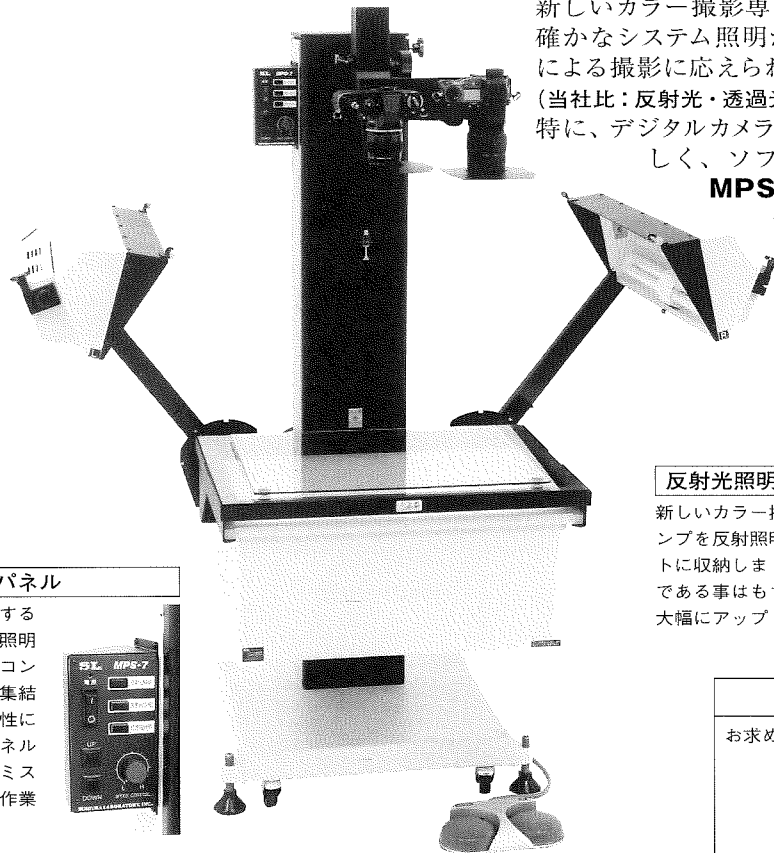 新しいカラー撮影専
確かなシステム照明が
による撮影に応えられ
(当社比：反射光・透過光
特に、デジタルカメラ
しく、ソフ
MPS
反射光照明
新しいカラー撮
ンプを反射照明
トに収納しま
である事はもち
大幅にアップ
パネル
する
照明
コン
集結
性に
ネル
ミス
作業
SL MPS-7
電源
I
O
UP
DOWN
L
R
お求め